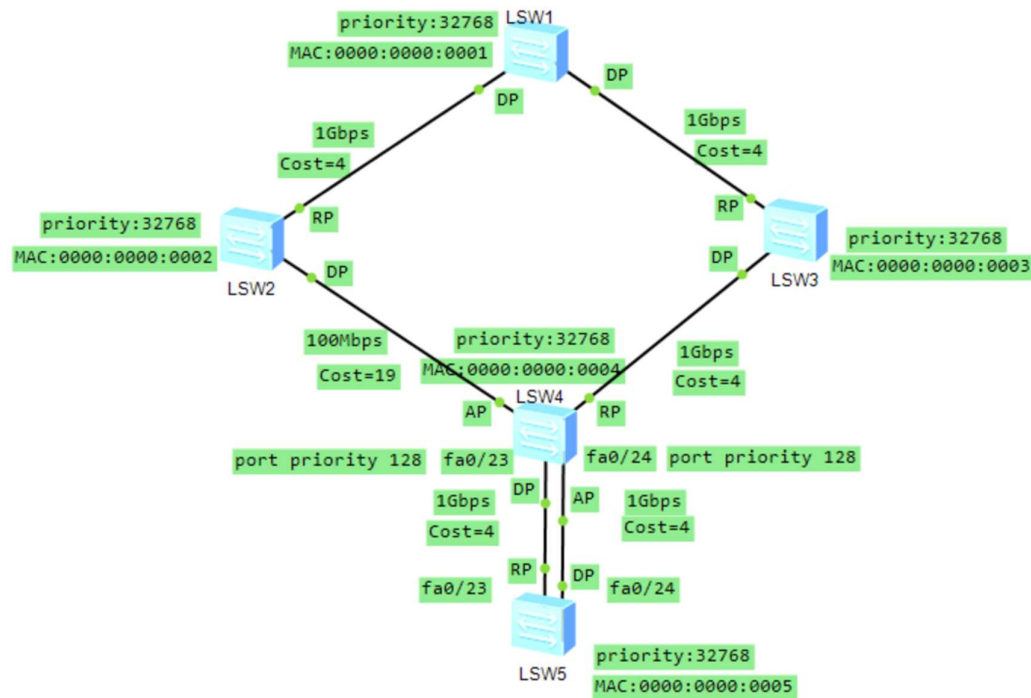 LSW1
priority:32768
MAC:0000:0000:0001
DP
DP
1Gbps
Cost=4
1Gbps
Cost=4
RP
RP
priority:32768
MAC:0000:0000:0002
LSW2
DP
priority:32768
MAC:0000:0000:0003
LSW3
DP
100Mbps
Cost=19
priority:32768
MAC:0000:0000:0004
LSW4
1Gbps
Cost=4
AP
RP
port priority 128
fa0/23
fa0/24
port priority 128
DP
AP
1Gbps
Cost=4
1Gbps
Cost=4
RP
DP
fa0/23
fa0/24
LSW5
priority:32768
MAC:0000:0000:0005